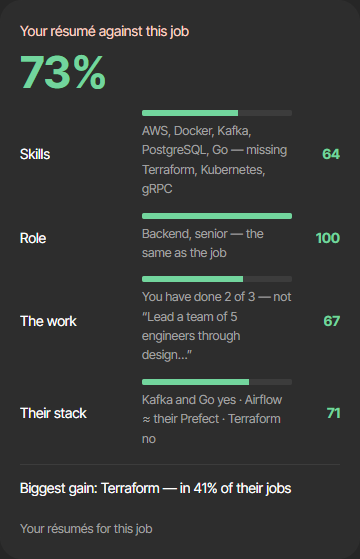 Your résumé against this job
73%
Skills
AWS, Docker, Kafka,
PostgreSQL, Go — missing
Terraform, Kubernetes,
gRPC
64
Role
Backend, senior — the
same as the job
100
The work
You have done 2 of 3 — not
“Lead a team of 5
engineers through
design…”
67
Their stack
Kafka and Go yes · Airflow
≈ their Prefect · Terraform
no
71
Biggest gain: Terraform — in 41% of their jobs
Your résumés for this job